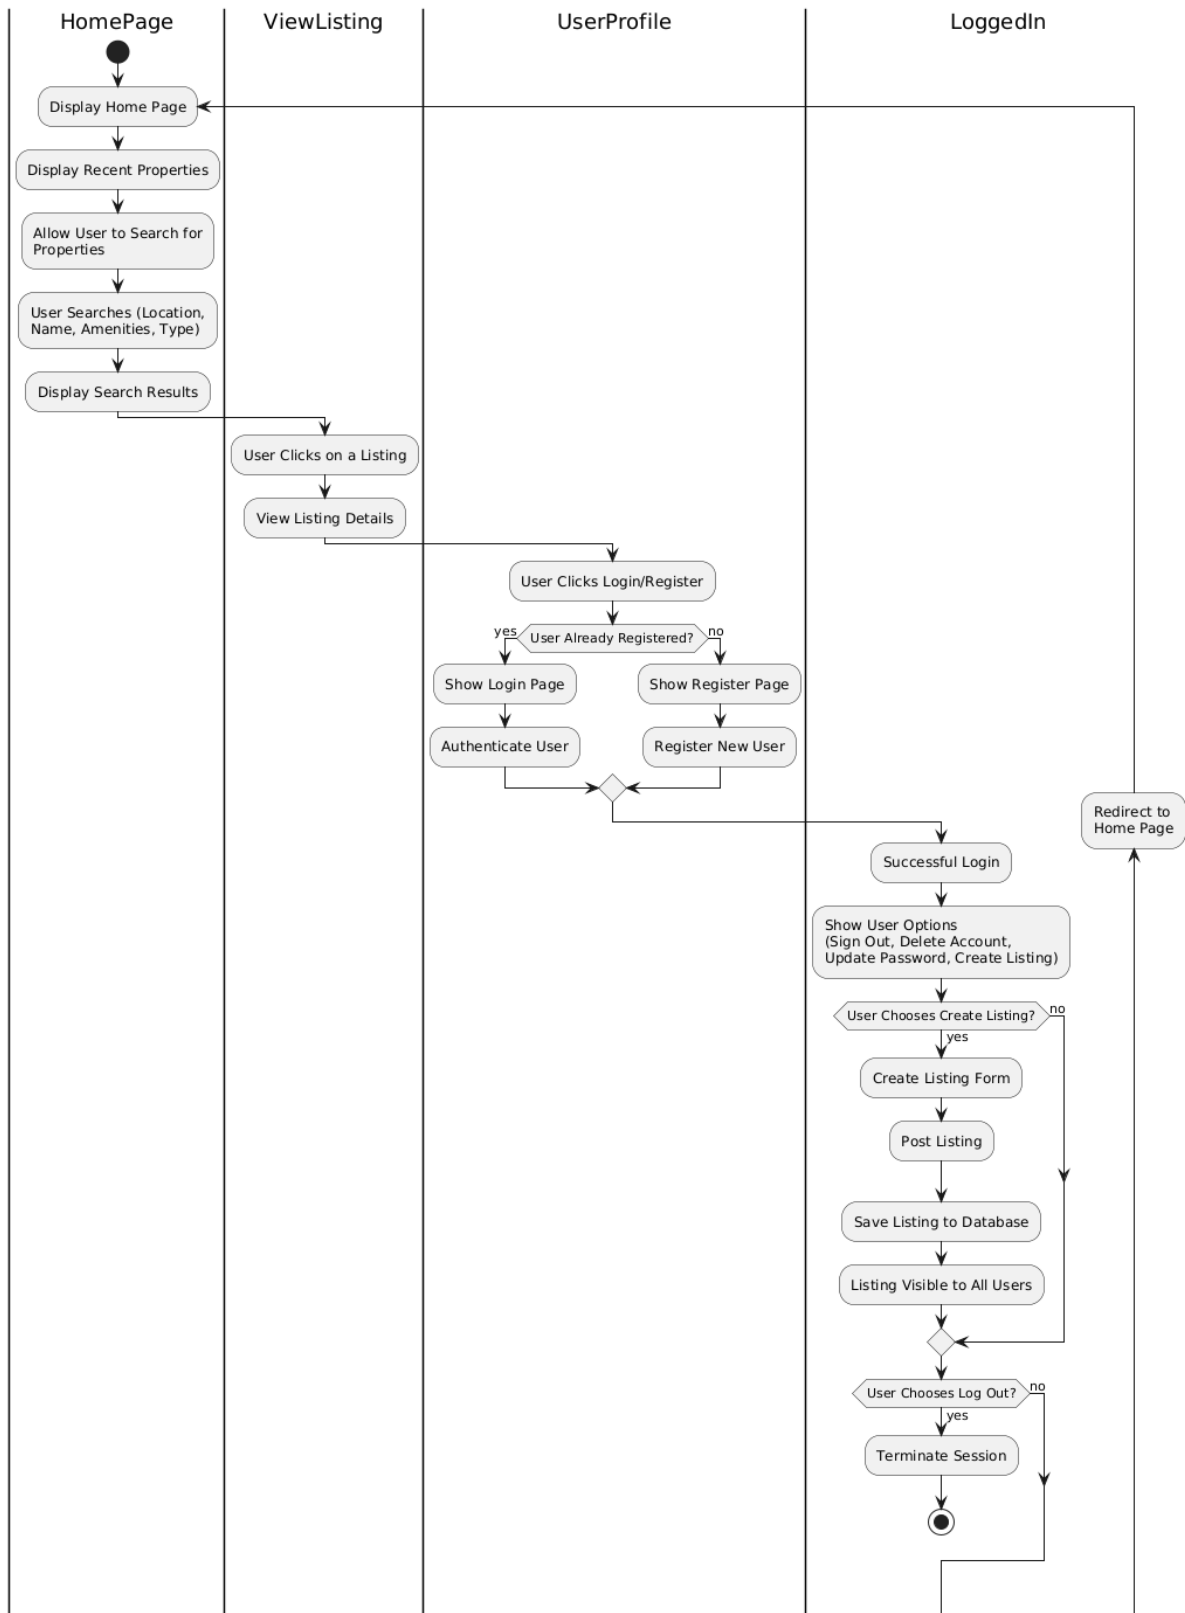 HomePage
ViewListing
UserProfile
LoggedIn
Display Home Page
Display Recent Properties
Allow User to Search for
Properties
User Searches (Location,
Name, Amenities, Type)
Display Search Results
User Clicks on a Listing
View Listing Details
User Clicks Login/Register
yes
User Already Registered?
no
Show Login Page
Show Register Page
Authenticate User
Register New User
Redirect to
Home Page
Successful Login
Show User Options
(Sign Out, Delete Account,
Update Password, Create Listing)
User Chooses Create Listing?
no
yes
Create Listing Form
Post Listing
Save Listing to Database
Listing Visible to All Users
User Chooses Log Out?
no
yes
Terminate Session